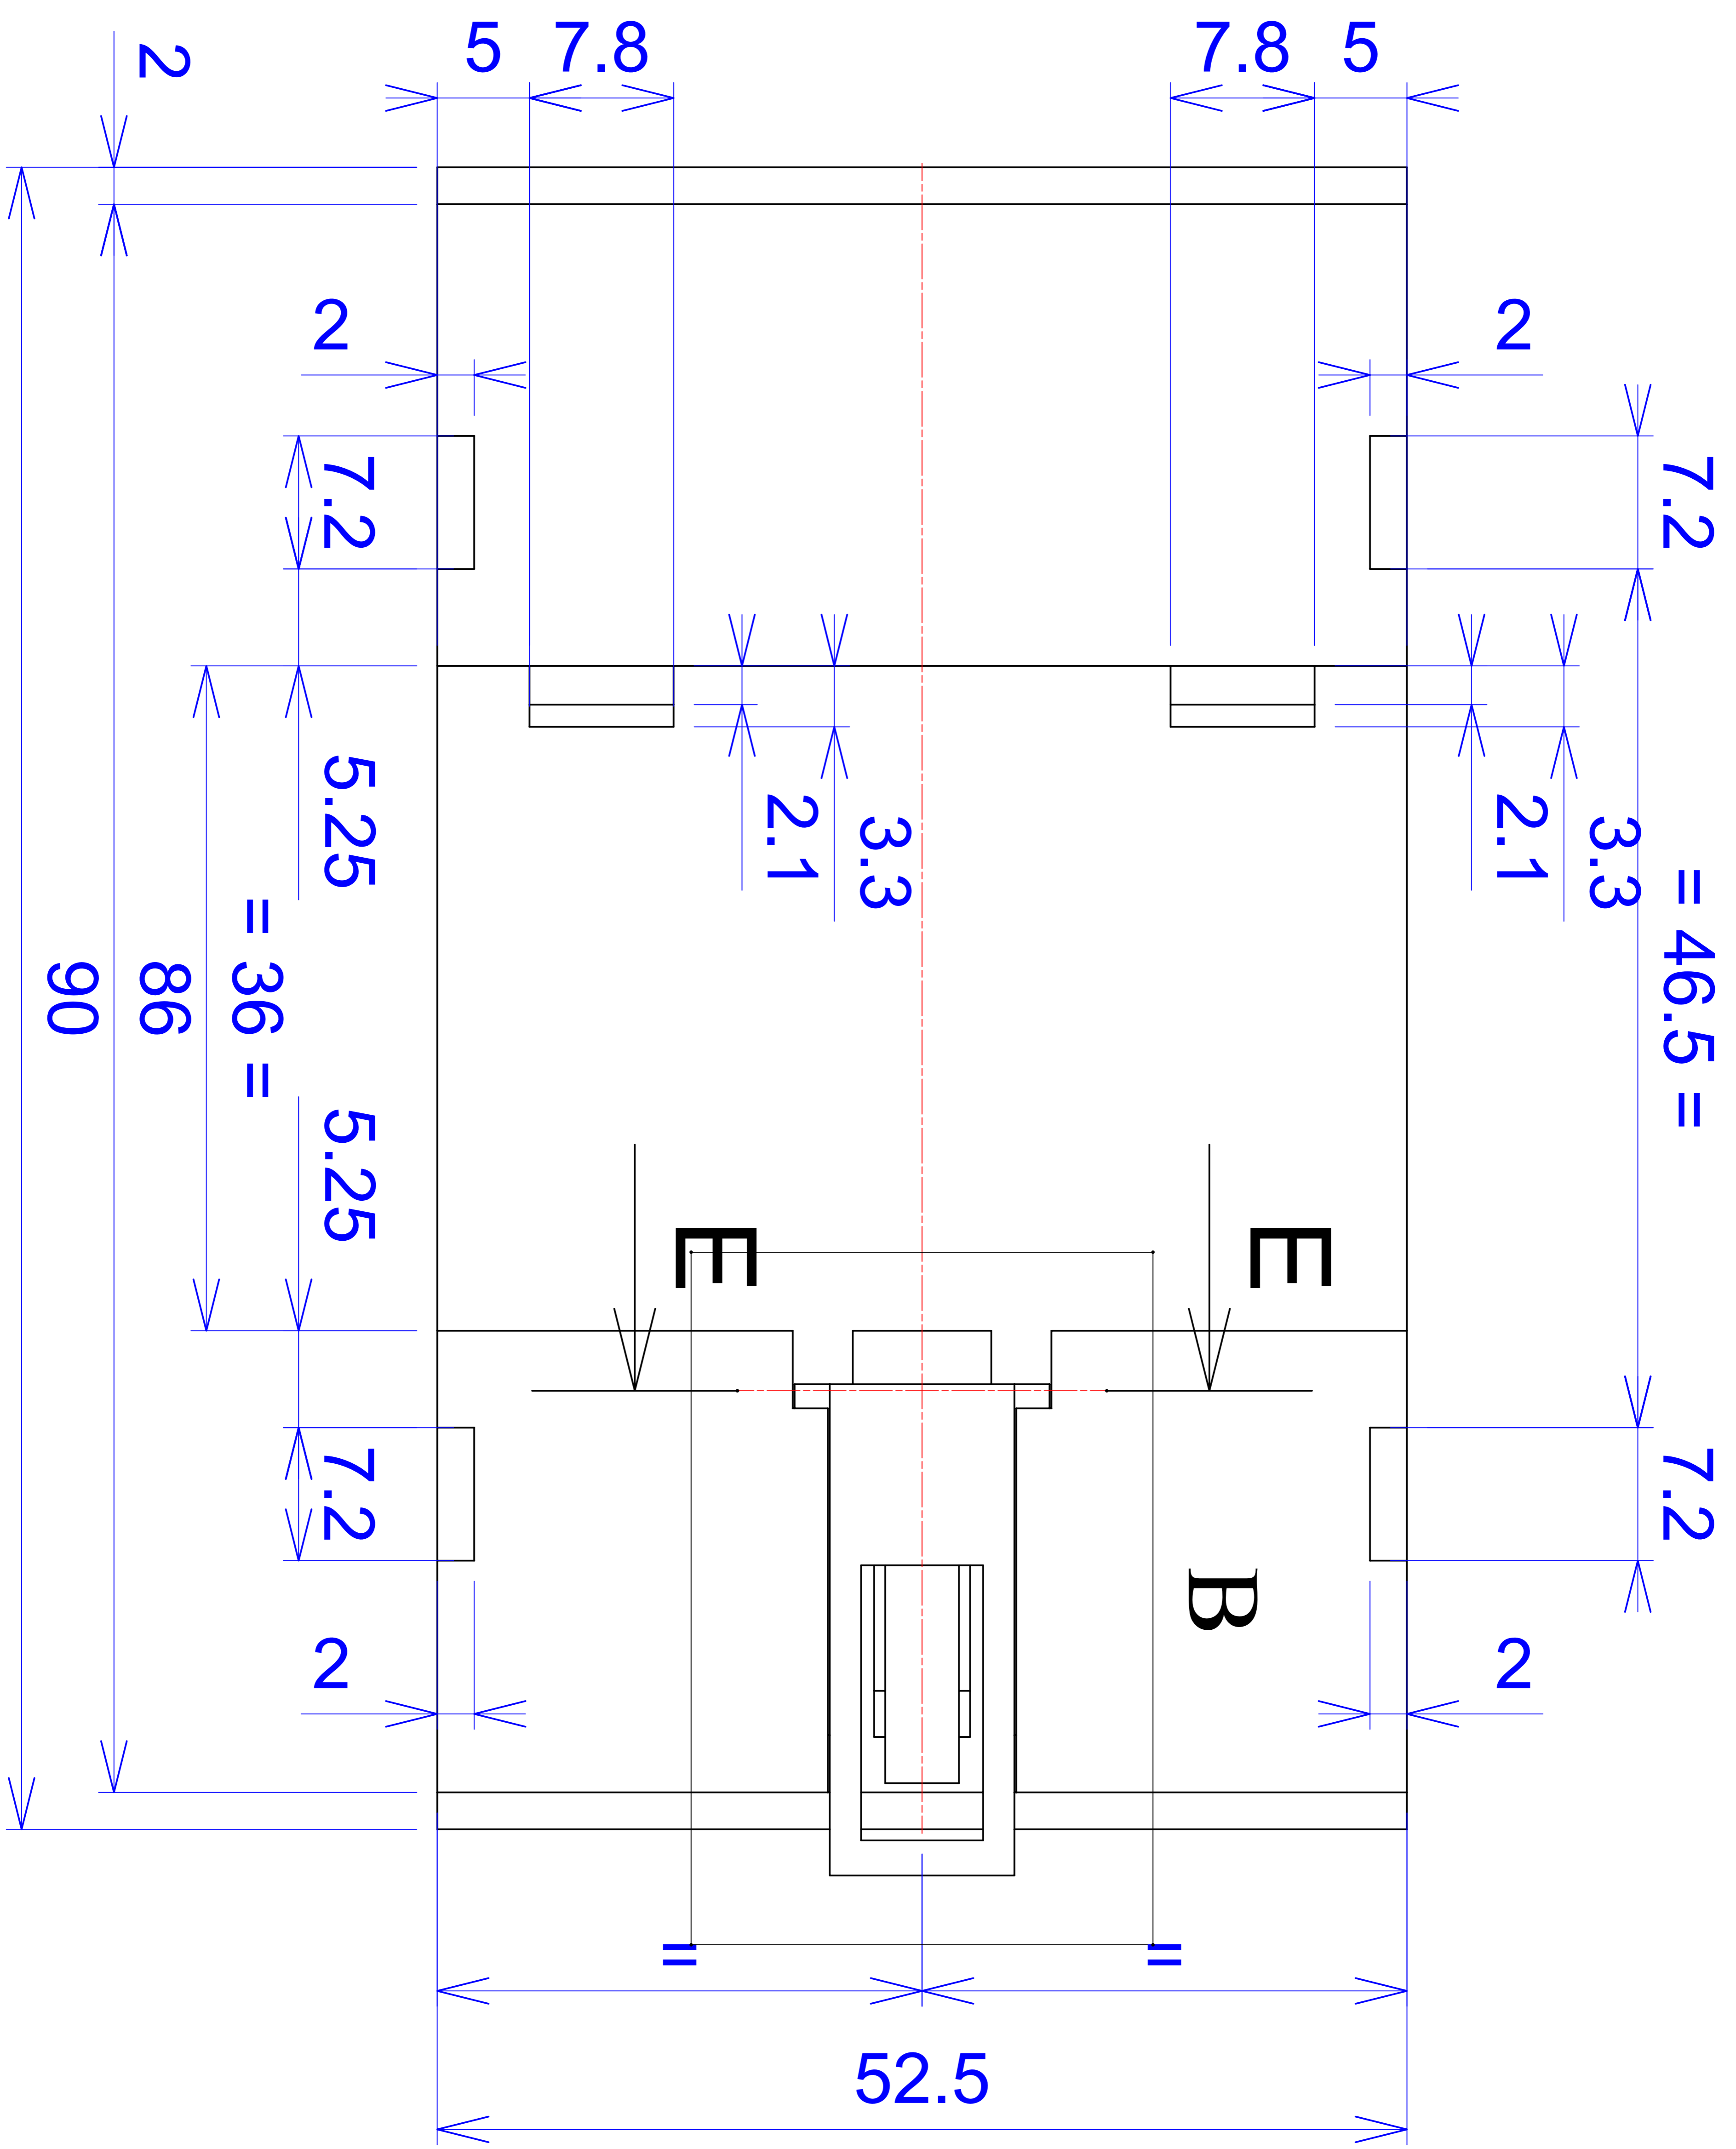 5 7.8 7.8 5
2
2 2
7.2 7.2
5.25 2.1 3.3 2.1 3.3
= 46.5 =
90 86 = 36 =
5.25
E E
7.2 7.2
B
2 2
= =
52.5